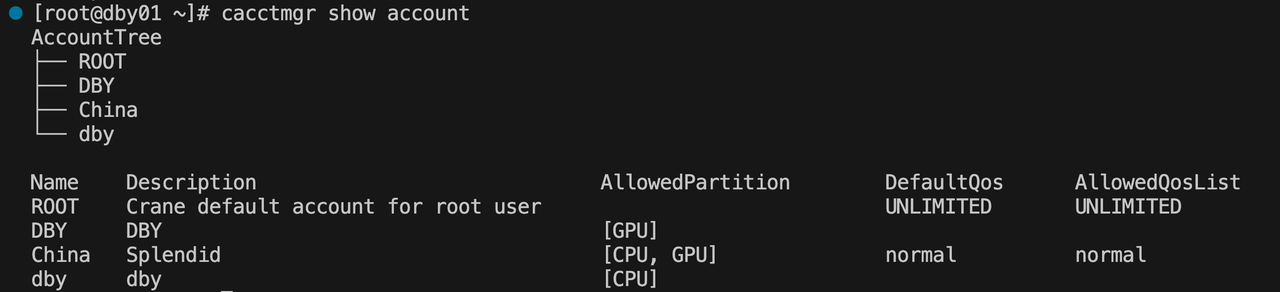 [root@dby01 ~]# cacctmgr show account
AccountTree
├── ROOT
├── DBY
├── China
└── dby
Name    Description                             AllowedPartition        DefaultQos      AllowedQosList
ROOT    Crane default account for root user                             UNLIMITED       UNLIMITED
DBY     DBY                                     [GPU]
China   Splendid                                [CPU, GPU]              normal          normal
dby     dby                                     [CPU]